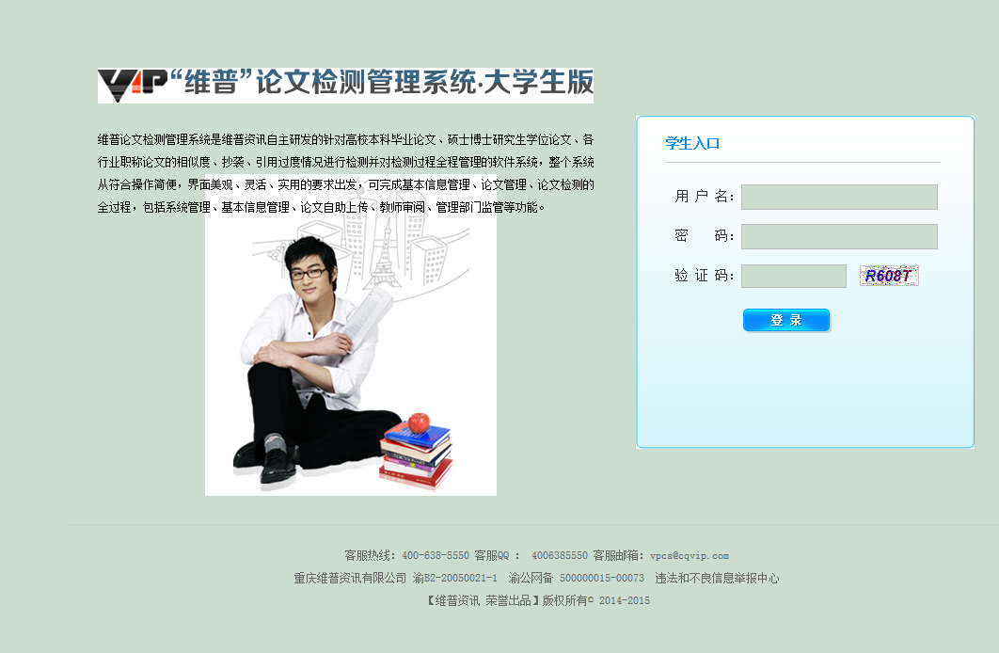 VIP“维普”论文检测管理系统·大学生版
维普论文检测管理系统是维普资讯自主研发的针对高校本科毕业论文、硕士博士研究生学位论文、各
行业职称论文的相似度、抄袭、引用过度情况进行检测并对检测过程全程管理的软件系统，整个系统
从符合操作简便，界面美观、灵活、实用的要求出发，可完成基本信息管理、论文管理、论文检测的
全过程，包括系统管理、基本信息管理、论文自助上传、教师审阅、管理部门监管等功能。
学生入口
用 户 名：
密 码：
验 证 码：
R608T
登 录
客服热线：400-638-5550 客服QQ ： 4006385550 客服邮箱：vpcs@cqvip.com
重庆维普资讯有限公司 渝B2-20050021-1 渝公网备 500000015-00073 违法和不良信息举报中心
【维普资讯 荣誉出品】版权所有© 2014-2015